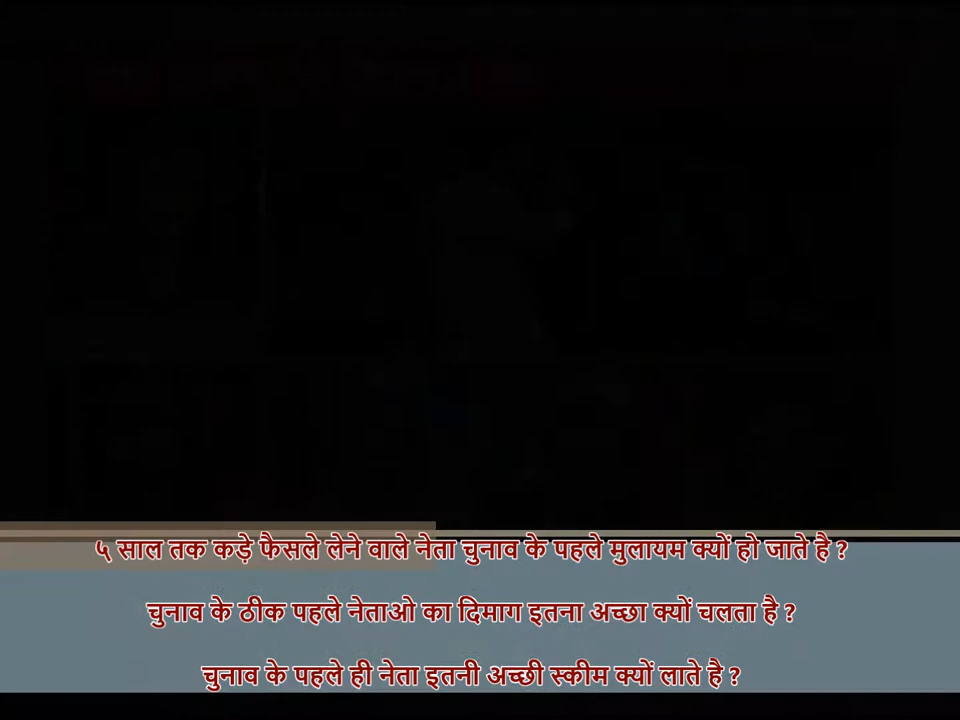 ५ साल तक कड़े फैसले लेने वाले नेता चुनाव के पहले मुलायम क्यों हो जाते है ?
चुनाव के ठीक पहले नेताओ का दिमाग इतना अच्छा क्यों चलता है ?
चुनाव के पहले ही नेता इतनी अच्छी स्कीम क्यों लाते है ?